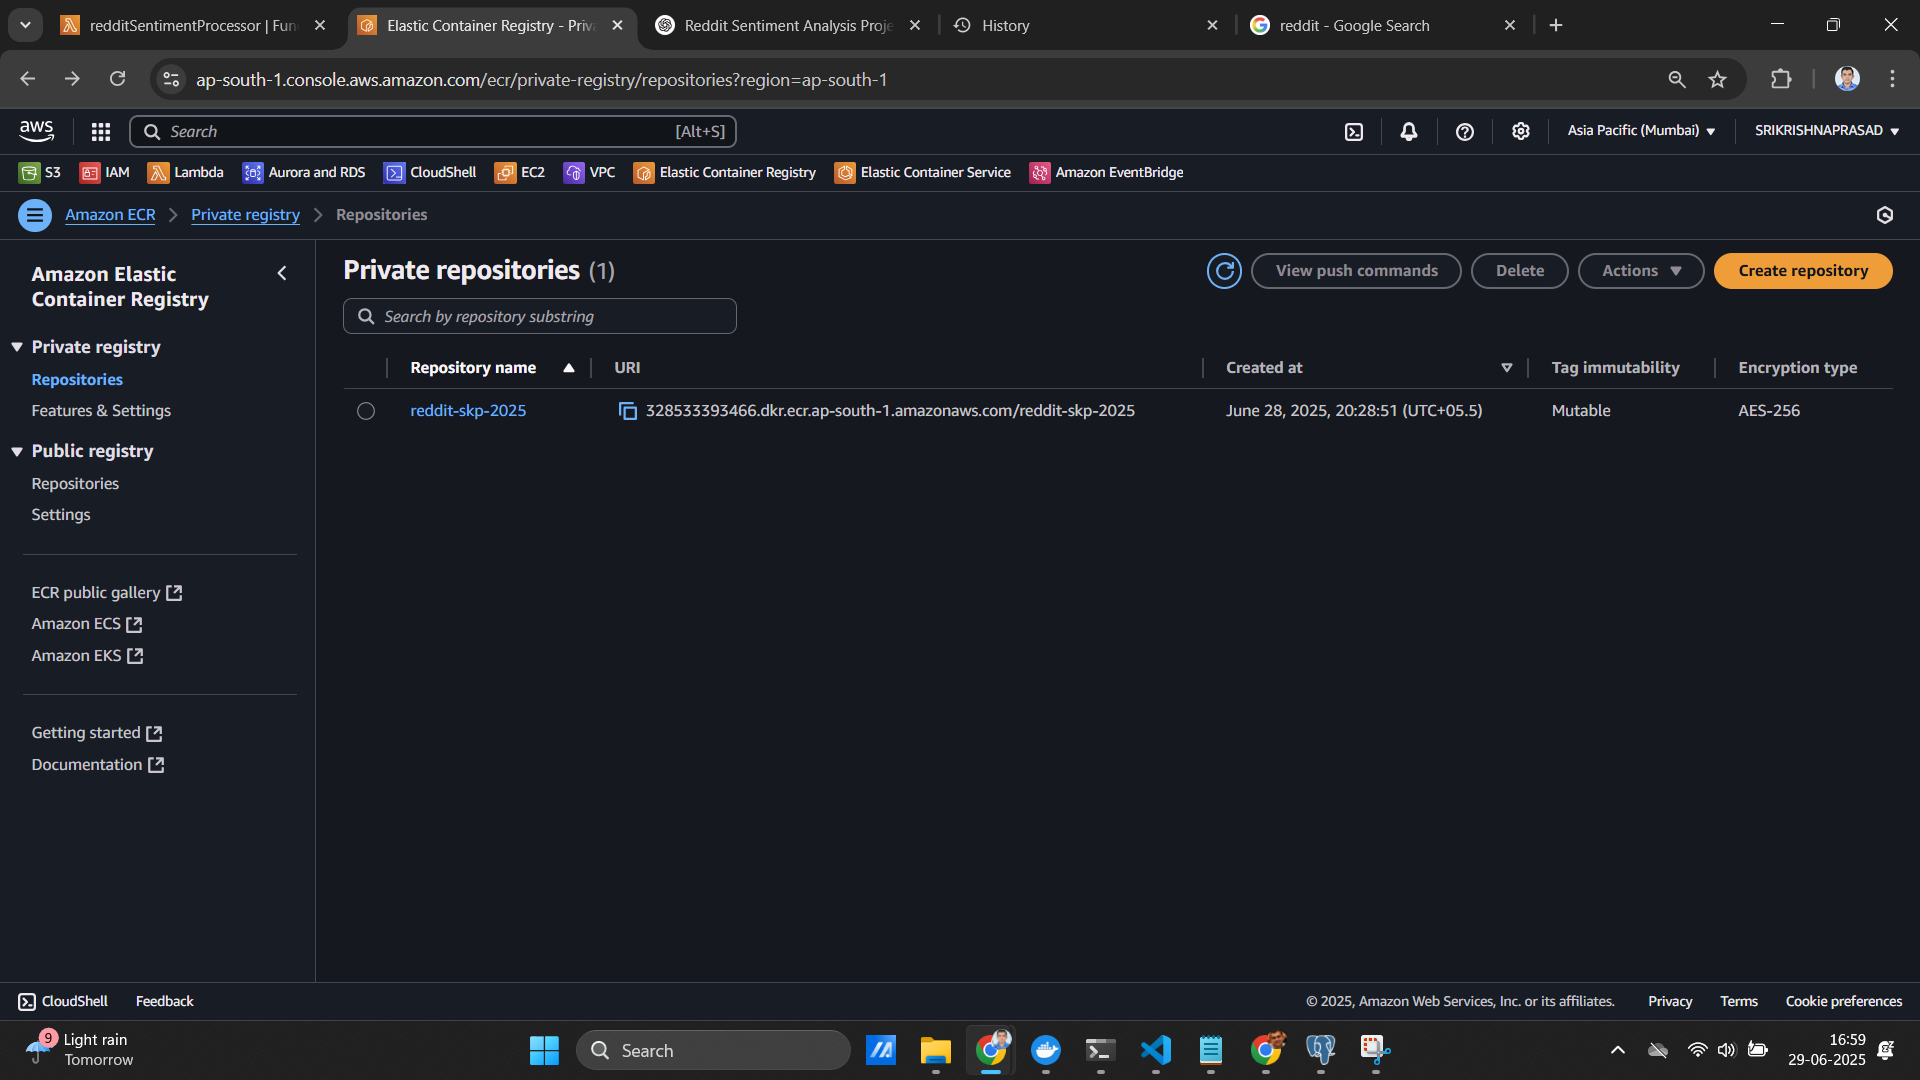 redditSentimentProcessor | Fun
Elastic Container Registry - Priv
Reddit Sentiment Analysis Proje
History
reddit - Google Search
ap-south-1.console.aws.amazon.com/ecr/private-registry/repositories?region=ap-south-1
aws
Search
[Alt+S]
Asia Pacific (Mumbai)
SRIKRISHNAPRASAD
S3
IAM
Lambda
Aurora and RDS
CloudShell
EC2
VPC
Elastic Container Registry
Elastic Container Service
Amazon EventBridge
Amazon ECR
Private registry
Repositories
Amazon Elastic
Container Registry
Private registry
Repositories
Features & Settings
Public registry
Repositories
Settings
ECR public gallery
Amazon ECS
Amazon EKS
Getting started
Documentation
Private repositories (1)
View push commands
Delete
Actions
Create repository
Search by repository substring
Repository name
URI
Created at
Tag immutability
Encryption type
reddit-skp-2025
328533393466.dkr.ecr.ap-south-1.amazonaws.com/reddit-skp-2025
June 28, 2025, 20:28:51 (UTC+05.5)
Mutable
AES-256
CloudShell
Feedback
© 2025, Amazon Web Services, Inc. or its affiliates.
Privacy
Terms
Cookie preferences
9
Light rain
Tomorrow
Search
16:59
29-06-2025